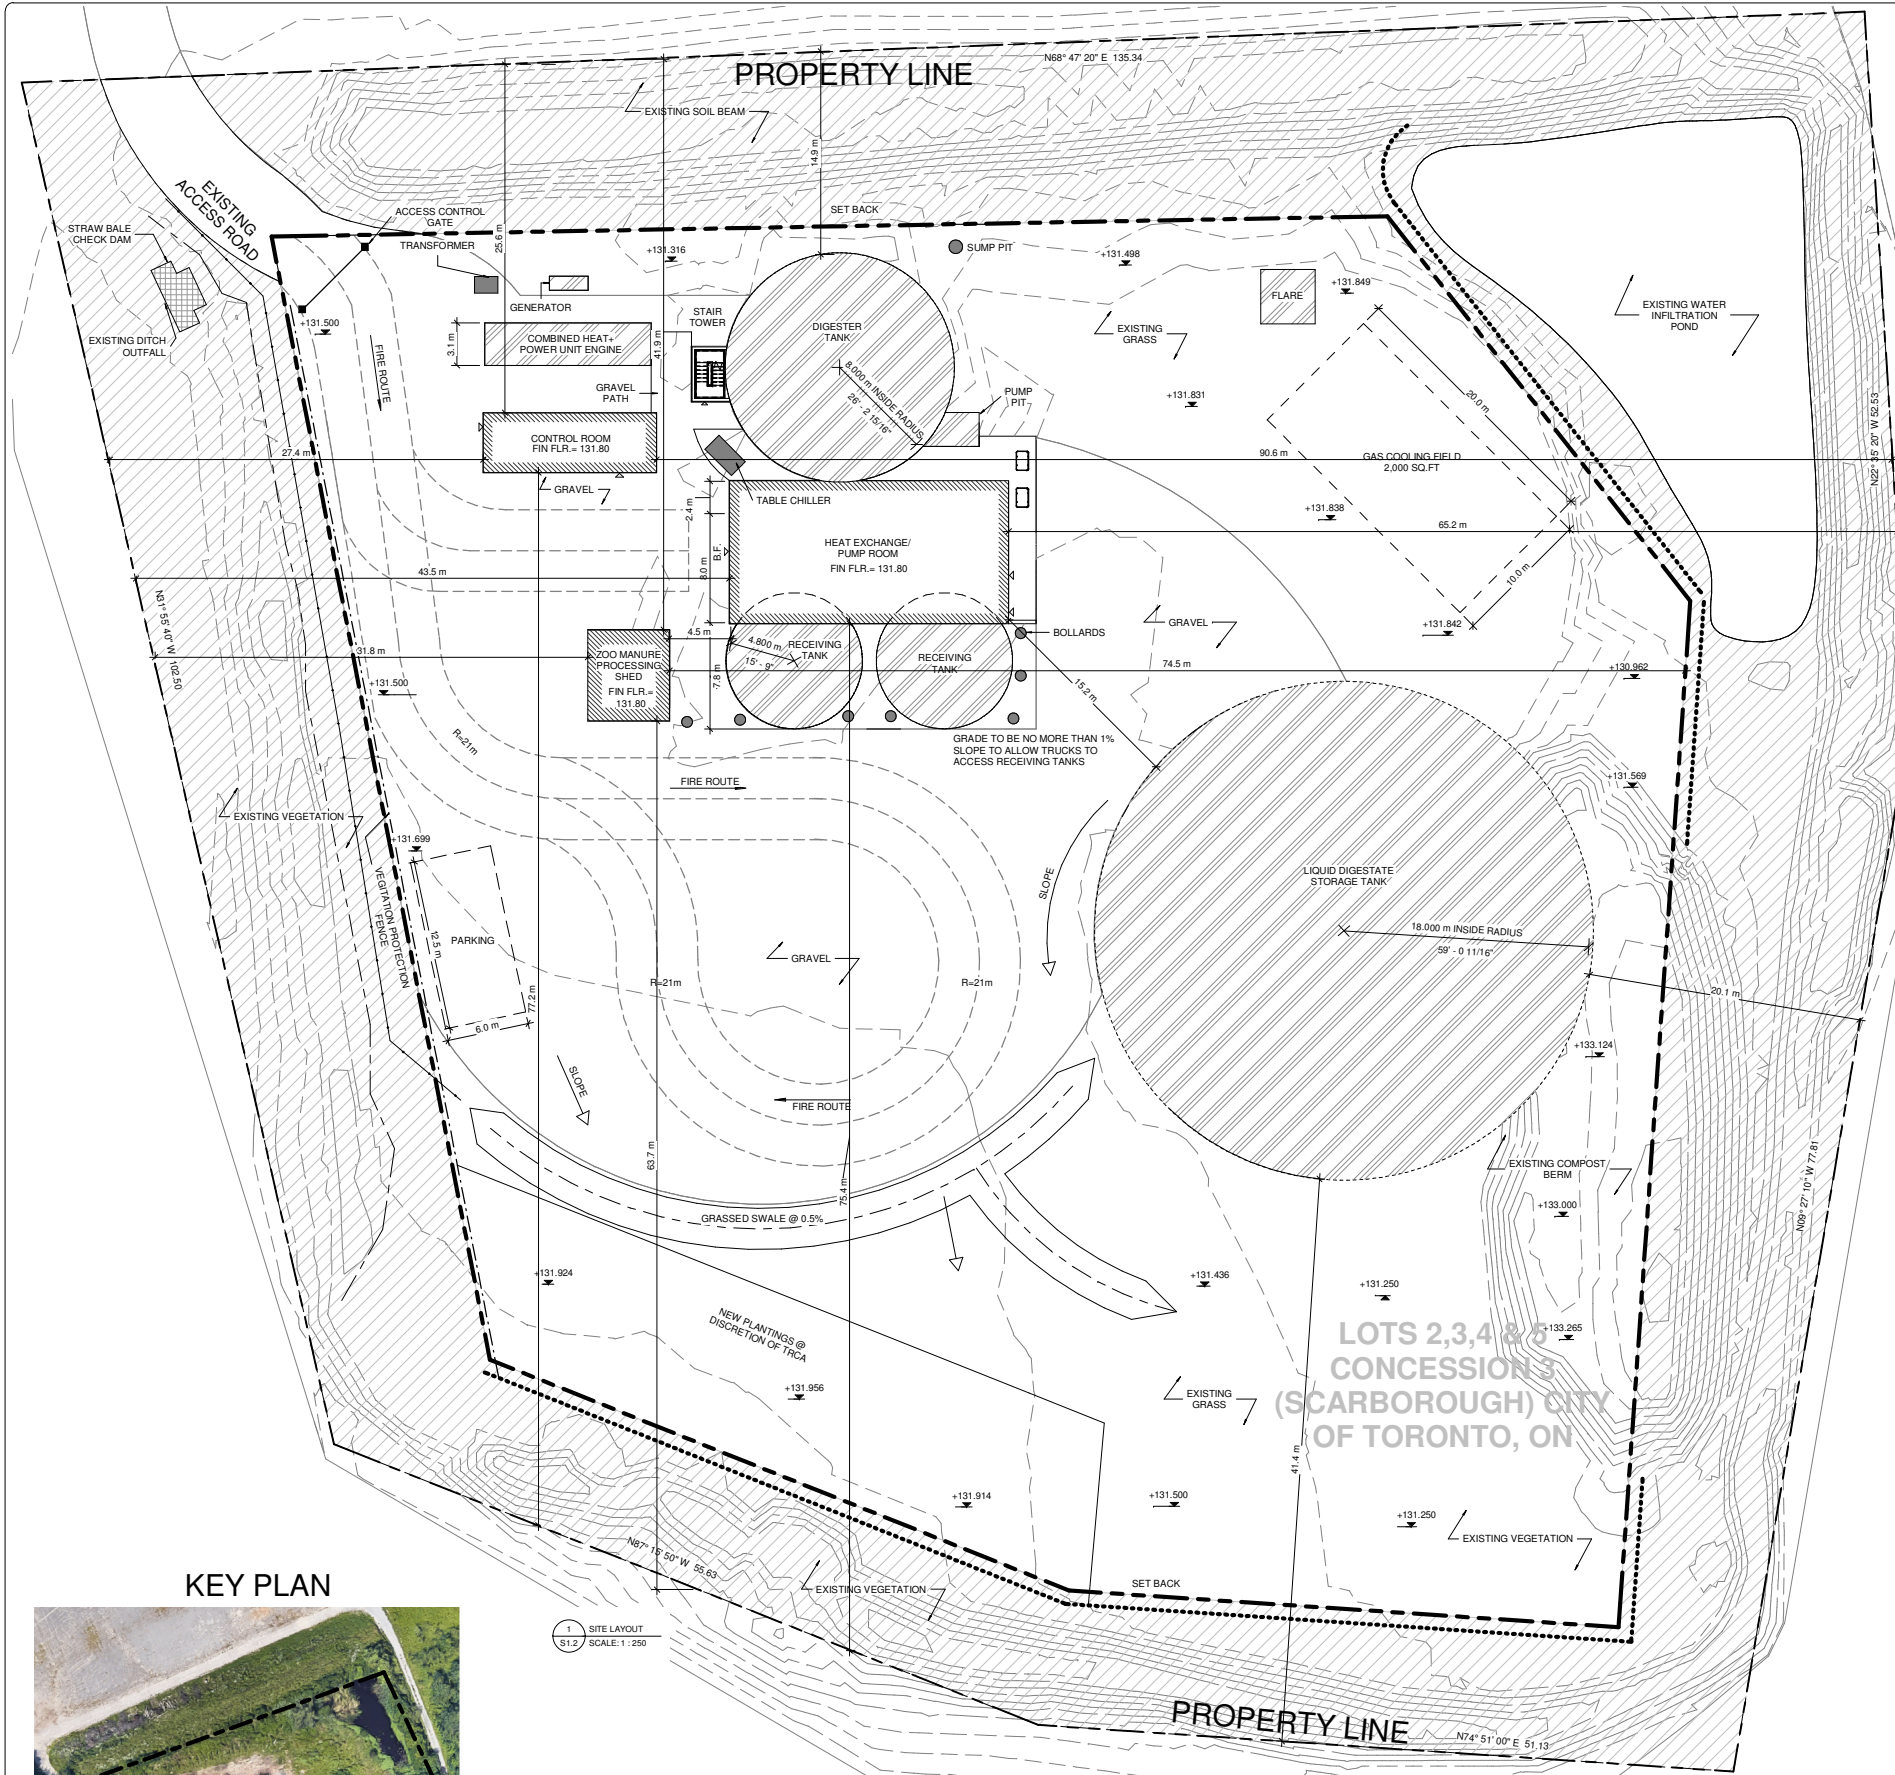 PROPERTY LINE
N68° 47' 20" E 135.34
EXISTING SOIL BEAM
14.9 m
25.6 m
SET BACK
EXISTING
ACCESS ROAD
STRAW BALE
CHECK DAM
ACCESS CONTROL
GATE
TRANSFORMER
GENERATOR
+131.316
SUMP PIT
+131.498
+131.849
FLARE
EXISTING WATER
INFILTRATION
POND
EXISTING DITCH
OUTFALL
+131.500
FIRE ROUTE
3.1 m
COMBINED HEAT+
POWER UNIT ENGINE
41.9 m
STAIR
TOWER
DIGESTER
TANK
8.000 m INSIDE RADIUS
26' - 2 15/16"
EXISTING
GRASS
20.0 m
GRAVEL
PATH
PUMP
PIT
+131.831
N22° 35' 20" W 52.53
CONTROL ROOM
FIN FLR.= 131.80
27.4 m
90.6 m
GAS COOLING FIELD
2,000 SQ.FT
GRAVEL
TABLE CHILLER
2.4 m
+131.838
65.2 m
HEAT EXCHANGE/
PUMP ROOM
FIN FLR.= 131.80
B.F.
8.0 m
43.5 m
10.0 m
N31° 55' 40" W 102.50
4.5 m
4.800 m
15' - 9"
RECEIVING
TANK
RECEIVING
TANK
BOLLARDS
GRAVEL
+131.842
31.8 m
ZOO MANURE
PROCESSING
SHED
FIN FLR.=
131.80
7.8 m
74.5 m
+130.962
+131.500
15.2 m
R=21m
GRADE TO BE NO MORE THAN 1%
SLOPE TO ALLOW TRUCKS TO
ACCESS RECEIVING TANKS
FIRE ROUTE
+131.569
EXISTING VEGETATION
+131.699
VEGITATION PROTECTION
FENCE
SLOPE
LIQUID DIGESTATE
STORAGE TANK
12.5 m
PARKING
18.000 m INSIDE RADIUS
59' - 0 11/16"
GRAVEL
R=21m
R=21m
77.2 m
6.0 m
20.1 m
+133.124
SLOPE
FIRE ROUTE
63.7 m
75.4 m
EXISTING COMPOST
BERM
N09° 27' 10" W 77.81
+133.000
GRASSED SWALE @ 0.5%
+131.924
+131.436
+131.250
NEW PLANTINGS @
DISCRETION OF TRCA
+133.265
LOTS 2,3,4 & 5
CONCESSION 3
(SCARBOROUGH) CITY
OF TORONTO, ON
+131.956
EXISTING
GRASS
41.4 m
+131.914
+131.500
+131.250
EXISTING VEGETATION
N87° 15' 50" W 55.63
EXISTING VEGETATION
SET BACK
KEY PLAN
1
S1.2
SITE LAYOUT
SCALE: 1 : 250
PROPERTY LINE
N74° 51' 00" E 51.13